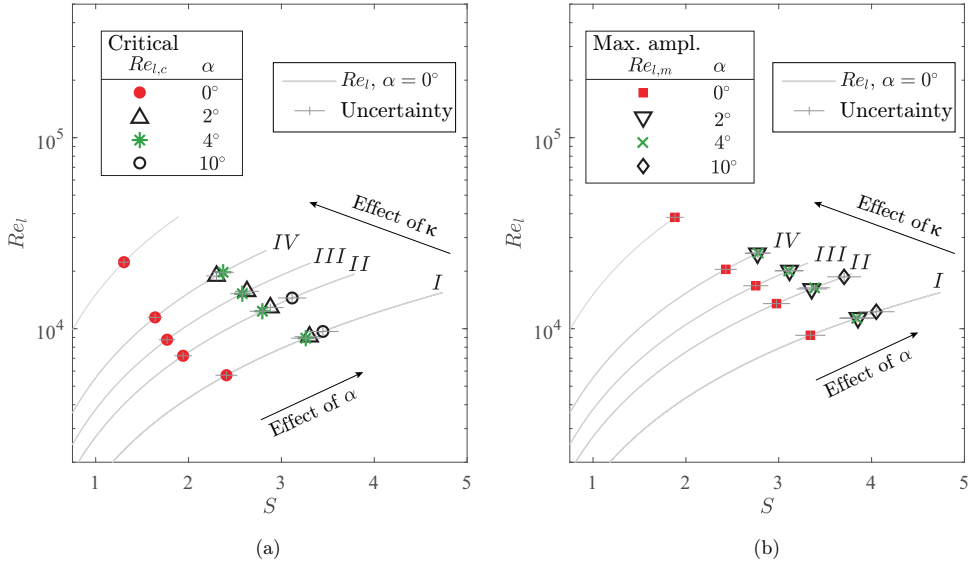 Critical
Re_{l,c} α
0°
2°
4°
10°
Re_l, α = 0°
Uncertainty
10^5
10^4
Re_l
Effect of κ
IV
III
II
I
Effect of α
1 2 3 4 5
S
(a)
Max. ampl.
Re_{l,m} α
0°
2°
4°
10°
Re_l, α = 0°
Uncertainty
10^5
10^4
Re_l
Effect of κ
IV
III
II
I
Effect of α
1 2 3 4 5
S
(b)